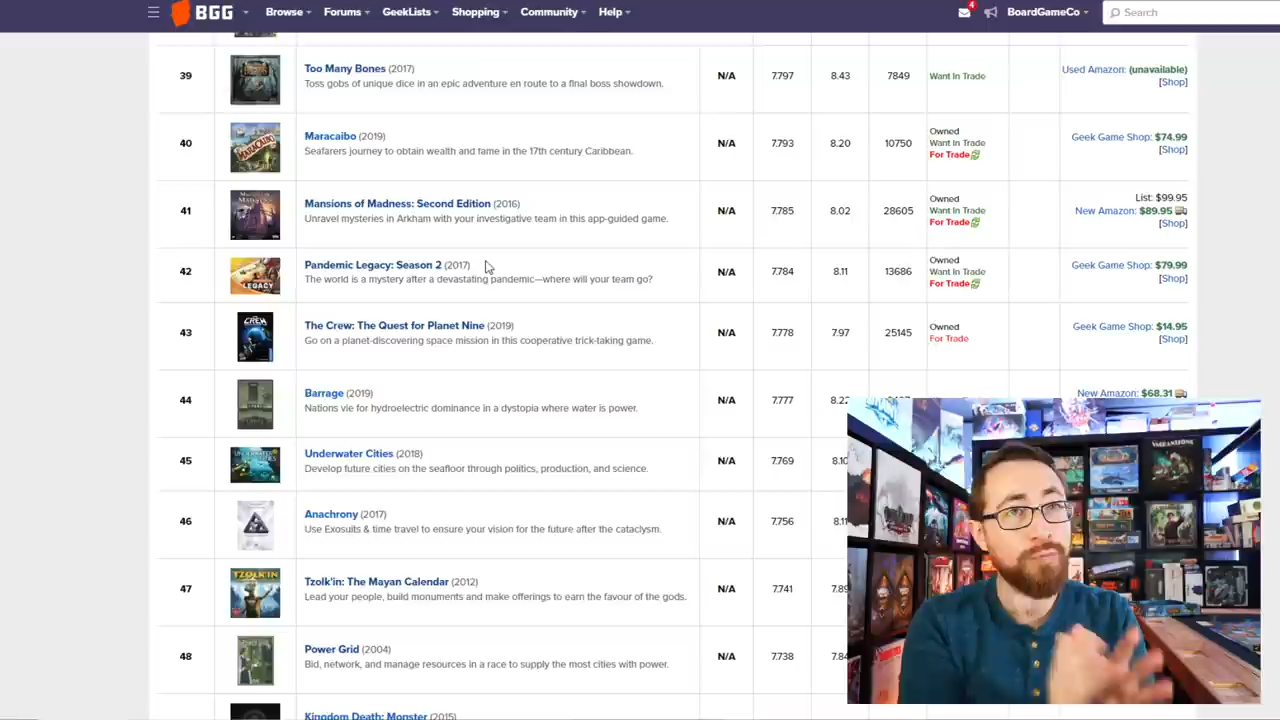 BGG Browse Forums GeekLists Shopping Community Help 4 BoardGameCo Search
39 Too Many Bones (2017) N/A 7.797 8.43 7849 Want In Trade Used Amazon: (unavailable)
Toss gobs of unique dice in an epic adventure en route to a final boss showdown. [Shop]
40 Maracaibo (2019) N/A 7.793 8.20 10750 Owned Geek Game Shop: $74.99
Seafarers journey to obtain wealth and fame in the 17th century Caribbean. Want In Trade [Shop]
For Trade
41 Mansions of Madness: Second Edition (2016) N/A 7.785 8.02 28605 Owned List: $99.95
Unravel mysteries in Arkham with your investigative team in this app-guided game. Want In Trade New Amazon: $89.95
For Trade [Shop]
42 Pandemic Legacy: Season 2 (2017) N/A 7.784 8.11 13686 Owned Geek Game Shop: $79.99
The world is a mystery after a devastating pandemic—where will your team go? Want In Trade [Shop]
For Trade
43 The Crew: The Quest for Planet Nine (2019) N/A 7.778 7.97 25145 Owned Geek Game Shop: $14.95
Go on a planet-discovering space mission in this cooperative trick-taking game. For Trade [Shop]
44 Barrage (2019) N/A 7.777 New Amazon: $68.31
Nations vie for hydroelectric dominance in a dystopia where water is power.
45 Underwater Cities (2018) N/A 7.769 8.10
Develop future cities on the seafloor through politics, production, and science.
46 Anachrony (2017) N/A 7.756 8.11
Use Exosuits & time travel to ensure your vision for the future after the cataclysm.
47 Tzolk'in: The Mayan Calendar (2012) N/A 7.741 7.89
Lead your people, build monuments and make offerings to earn the favour of the gods.
48 Power Grid (2004) N/A 7.738 7.84
Bid, network, and manage resources in a race to supply the most cities with power.
Kingdom Death: Monster (2015)